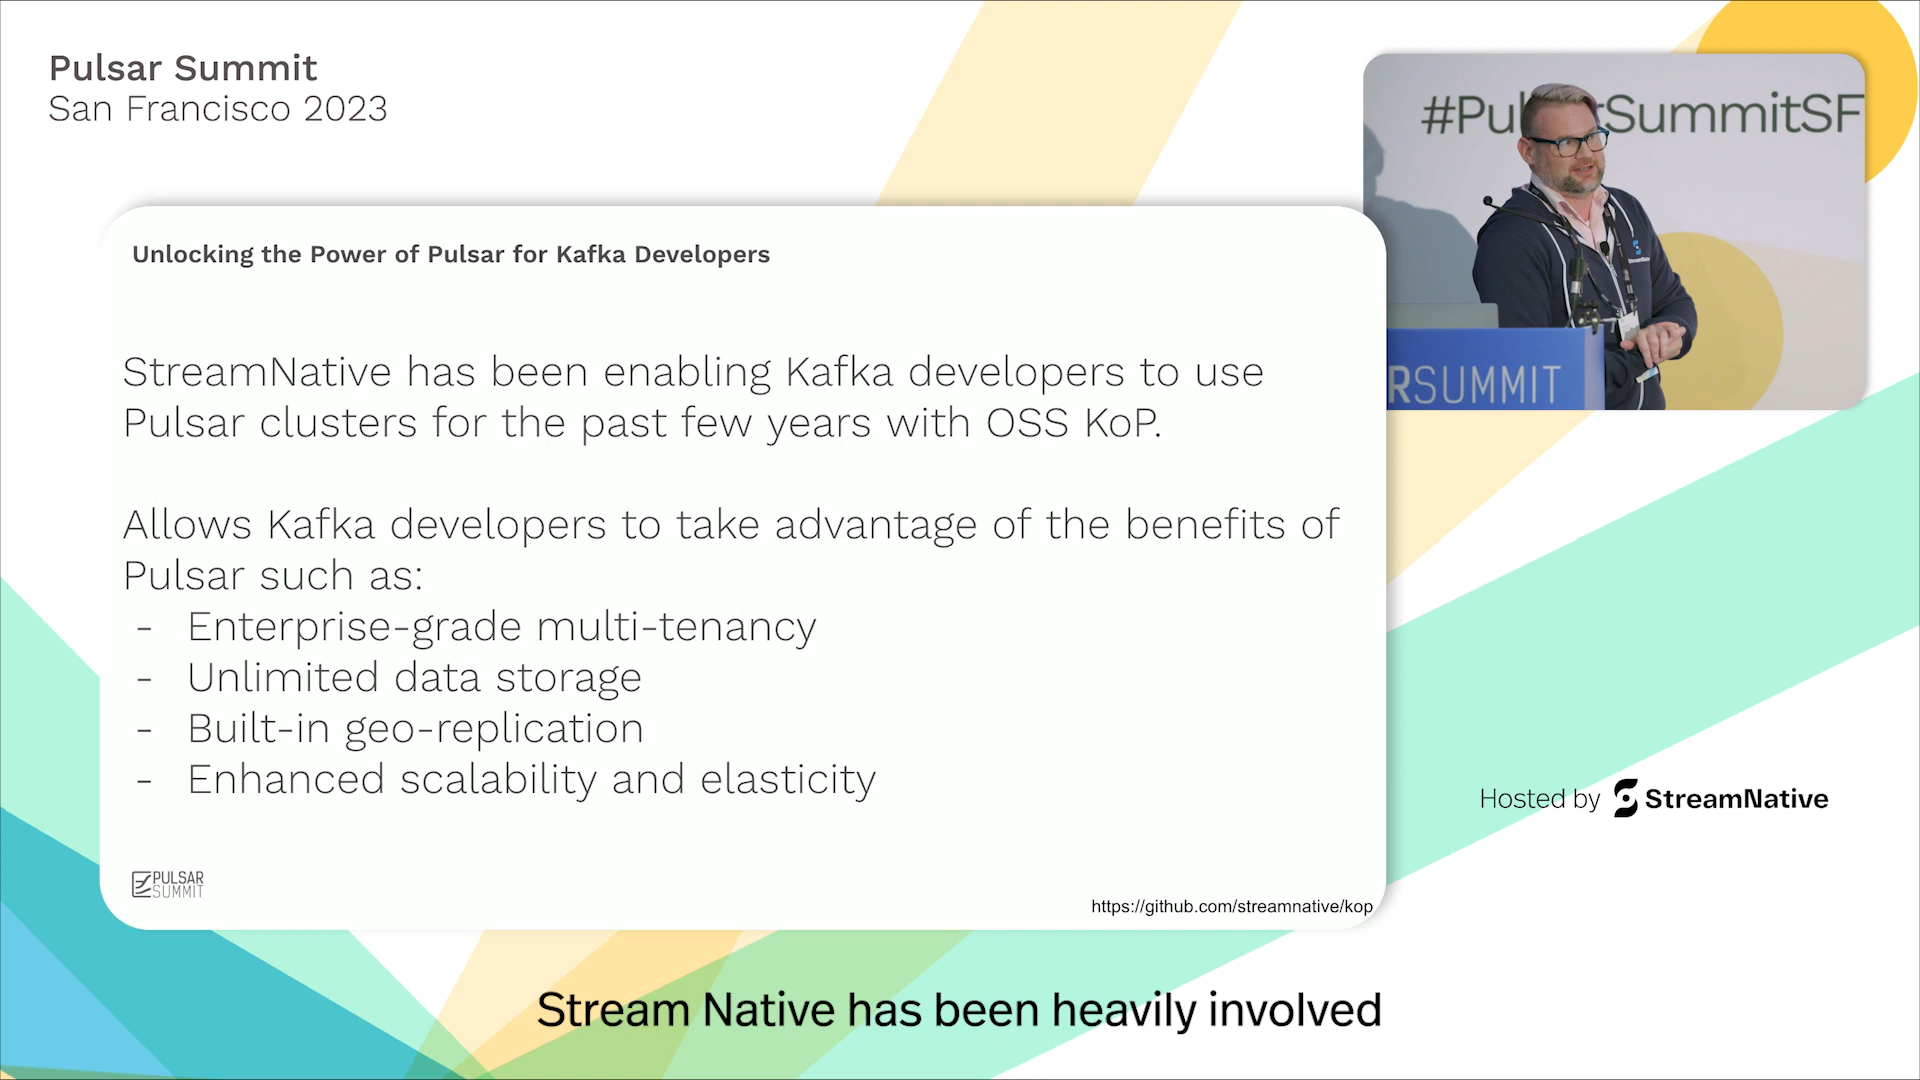 Pulsar Summit
San Francisco 2023
#Pu rSummitSF
RSUMMIT
StreamNative
Unlocking the Power of Pulsar for Kafka Developers
StreamNative has been enabling Kafka developers to use
Pulsar clusters for the past few years with OSS KoP.
Allows Kafka developers to take advantage of the benefits of
Pulsar such as:
- Enterprise-grade multi-tenancy
- Unlimited data storage
- Built-in geo-replication
- Enhanced scalability and elasticity
PULSAR
SUMMIT
https://github.com/streamnative/kop
Hosted by StreamNative
Stream Native has been heavily involved